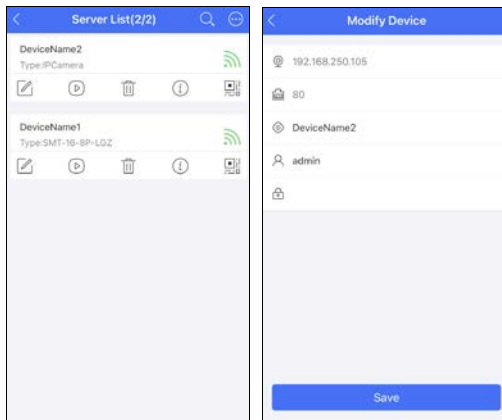 Server List(2/2)
DeviceName2
Type:IPCamera
DeviceName1
Type:SMT-16-8P-LGZ
Modify Device
192.168.250.105
80
DeviceName2
admin
Save